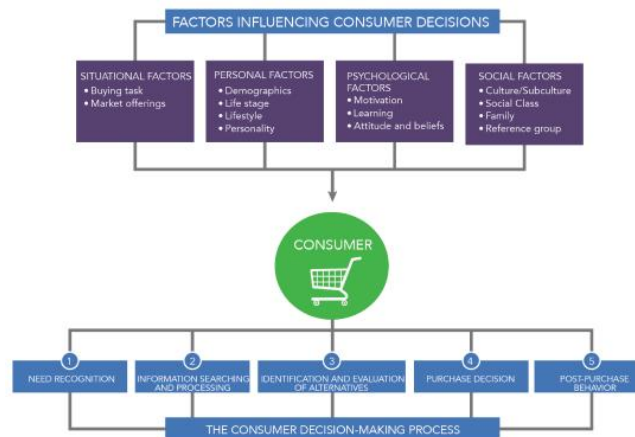 FACTORS INFLUENCING CONSUMER DECISIONS
SITUATIONAL FACTORS
• Buying task
• Market offerings
PERSONAL FACTORS
• Demographics
• Life stage
• Lifestyle
• Personality
PSYCHOLOGICAL
FACTORS
• Motivation
• Learning
• Attitude and beliefs
SOCIAL FACTORS
• Culture/Subculture
• Social Class
• Family
• Reference group
CONSUMER
1
NEED RECOGNITION
2
INFORMATION SEARCHING
AND PROCESSING
3
IDENTIFICATION AND EVALUATION
OF ALTERNATIVES
4
PURCHASE DECISION
5
POST-PURCHASE
BEHAVIOR
THE CONSUMER DECISION-MAKING PROCESS